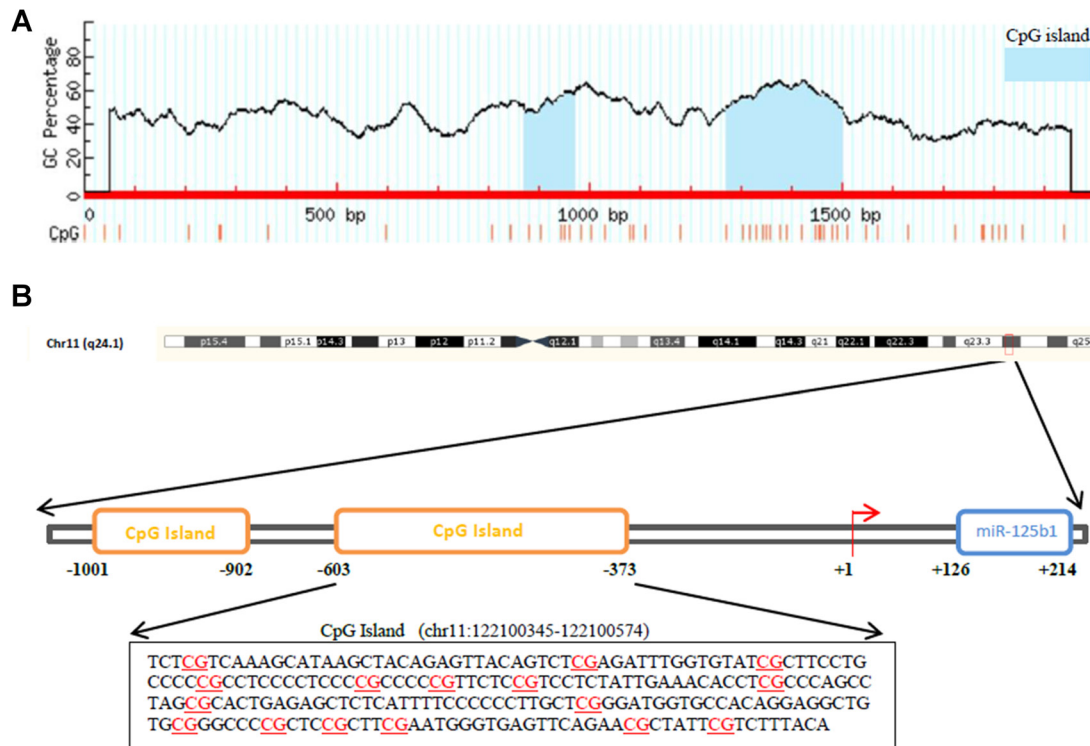 A
CpG island
GC Percentage
80
60
40
20
0
0 500 bp 1000 bp 1500 bp
CpG
B
Chr11 (q24.1)
p15.4 p15.1 p14.3 p13 p12 p11.2 q12.1 q13.4 q14.1 q14.3 q21 q22.1 q22.3 q23.3 q25
CpG Island CpG Island miR-125b1
-1001 -902 -603 -373 +1 +126 +214
CpG Island (chr11:122100345-122100574)
TCTCGTCAAAGCATAAGCTACAGAGTTACAGTCTCGAGATTTGGTGTATCGCTTCCTG
CCCCCCGCCTCCCCTCCCCGCCCCCGTTCTCCGTCCTCTATTGAAACACCTCGCCCAGCC
TAGCGCACTGAGAGCTCTCATTTTCCCCCCTTGCTCGGGATGGTGCCACAGGAGGCTG
TGCGGGCCCCGCTCCGCTTCGAATGGGTGAGTTCAGAACGCTATTCGTCTTTACA